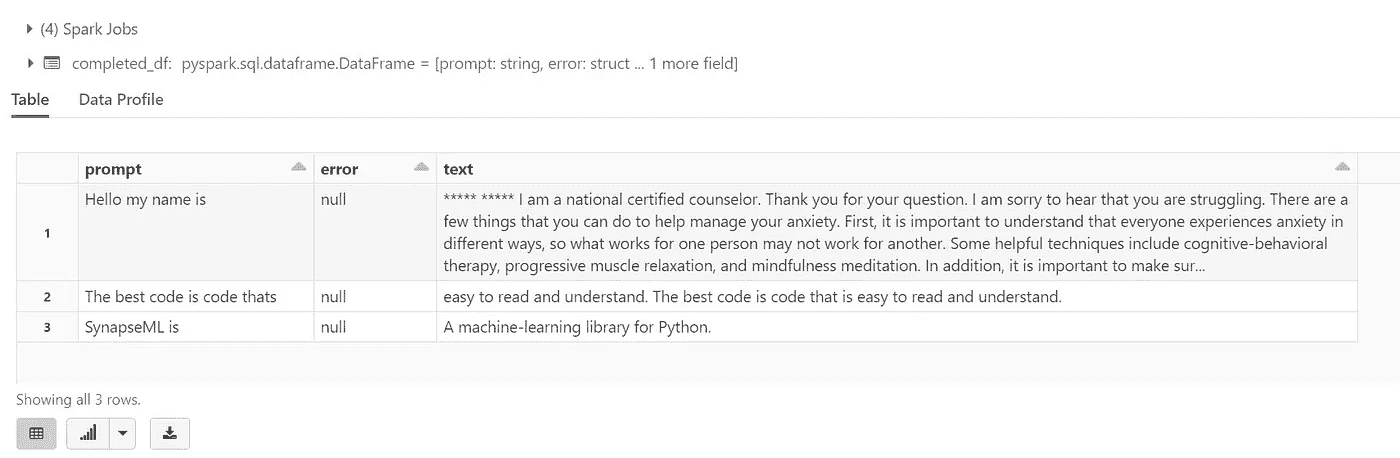 (4) Spark Jobs
completed_df: pyspark.sql.dataframe.DataFrame = [prompt: string, error: struct ... 1 more field]
Table Data Profile
prompt error text
Hello my name is null ***** ***** I am a national certified counselor. Thank you for your question. I am sorry to hear that you are struggling. There are a
few things that you can do to help manage your anxiety. First, it is important to understand that everyone experiences anxiety in
1 different ways, so what works for one person may not work for another. Some helpful techniques include cognitive-behavioral
therapy, progressive muscle relaxation, and mindfulness meditation. In addition, it is important to make sur...
2 The best code is code thats null easy to read and understand. The best code is code that is easy to read and understand.
3 SynapseML is null A machine-learning library for Python.
Showing all 3 rows.